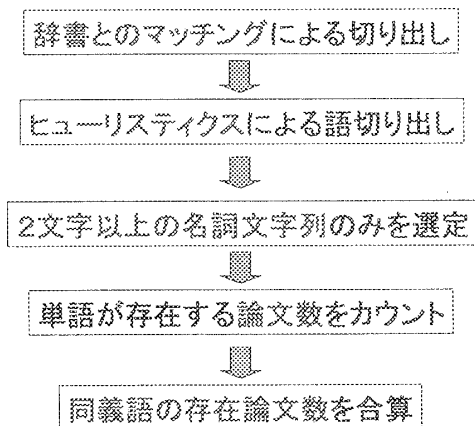 辞書とのマッチングによる切り出し
ヒューリスティクスによる語切り出し
2文字以上の名詞文字列のみを選定
単語が存在する論文数をカウント
同義語の存在論文数を合算